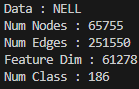 Data : NELL
Num Nodes : 65755
Num Edges : 251550
Feature Dim : 61278
Num Class : 186